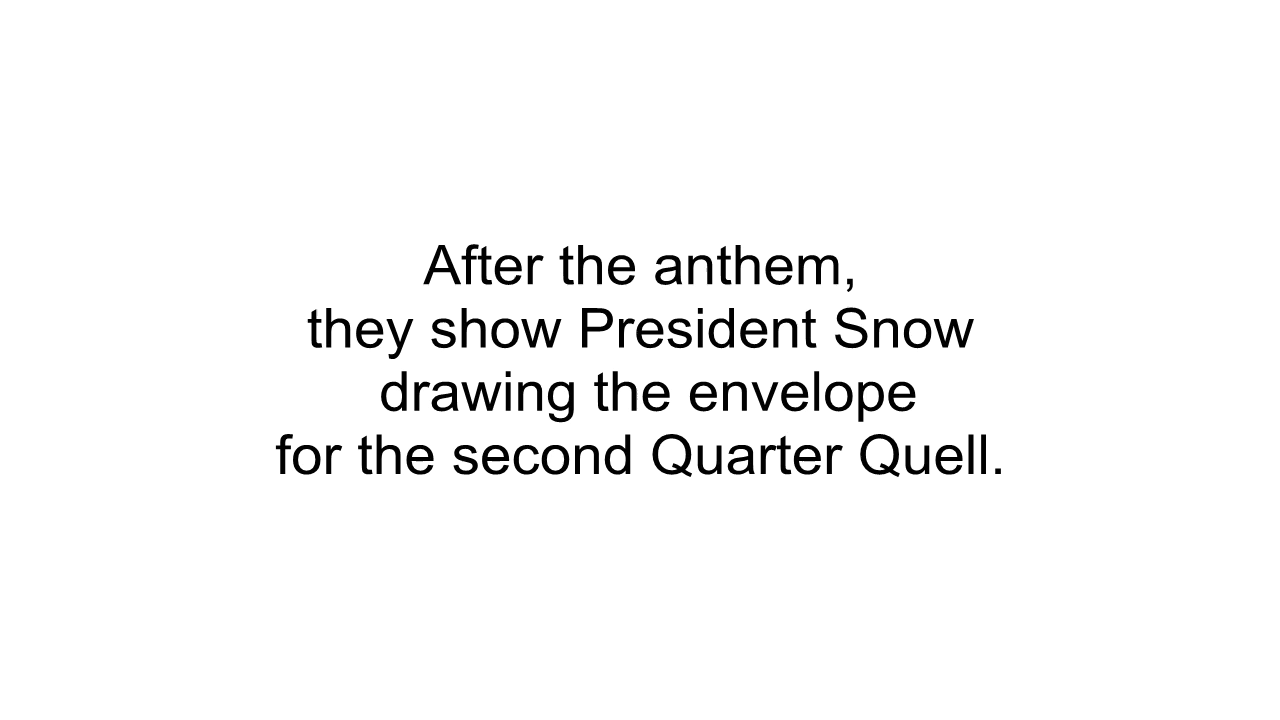 After the anthem,
they show President Snow
drawing the envelope
for the second Quarter Quell.